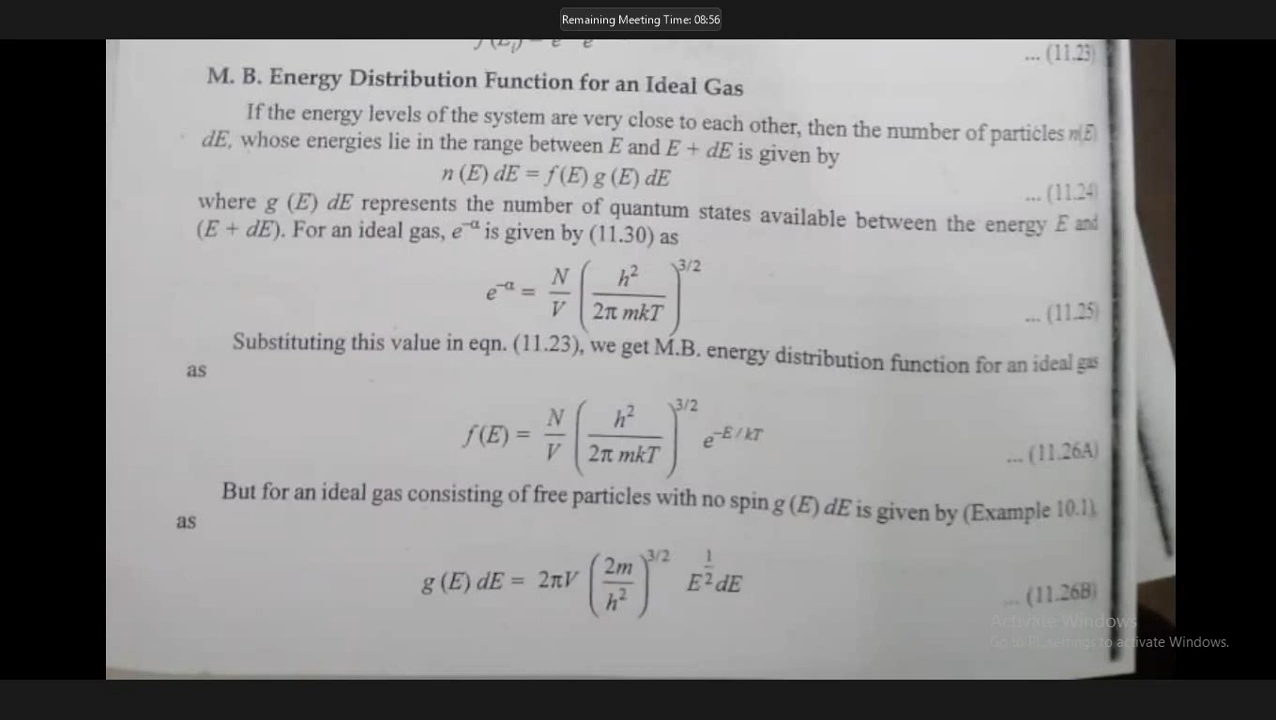 Remaining Meeting Time: 08:56
... (11.23)
M. B. Energy Distribution Function for an Ideal Gas
If the energy levels of the system are very close to each other, then the number of particles n(E)
dE, whose energies lie in the range between E and E + dE is given by
n (E) dE = f (E) g (E) dE
... (11.24)
where g (E) dE represents the number of quantum states available between the energy E and
(E + dE). For an ideal gas, e^–α is given by (11.30) as
e^–α = N/V (h²/2π mkT)^3/2
... (11.25)
Substituting this value in eqn. (11.23), we get M.B. energy distribution function for an ideal gas
as
f (E) = N/V (h²/2π mkT)^3/2 e^–E / kT
... (11.26A)
But for an ideal gas consisting of free particles with no spin g (E) dE is given by (Example 10.1)
as
g (E) dE = 2πV (2m/h²)^3/2 E^1/2 dE
... (11.26B)
Activate Windows
Go to settings to activate Windows.